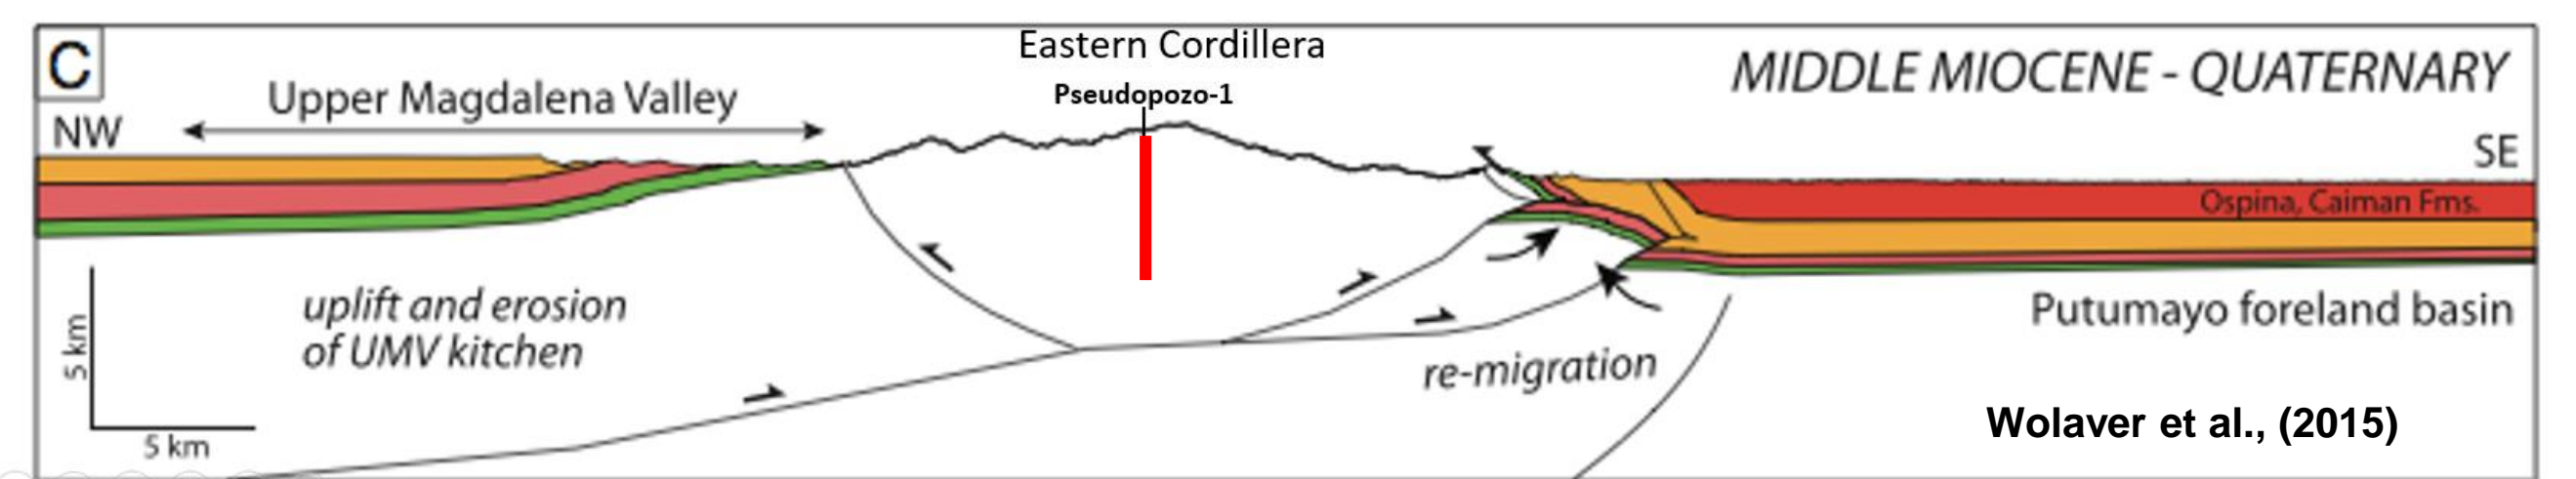 C
Eastern Cordillera
MIDDLE MIOCENE - QUATERNARY
Upper Magdalena Valley
Pseudopozo-1
NW
SE
Ospina, Caiman Fms.
uplift and erosion
of UMV kitchen
Putumayo foreland basin
5 km
re-migration
5 km
Wolaver et al., (2015)